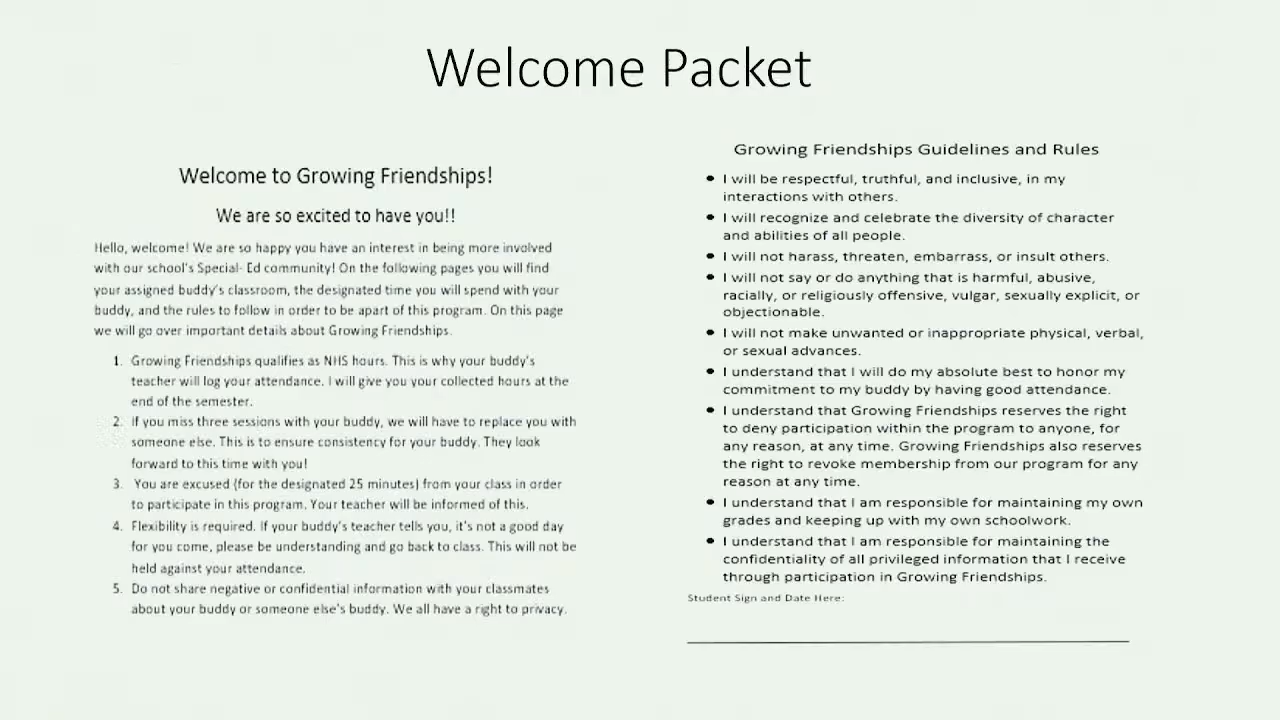 Welcome Packet
Welcome to Growing Friendships!
We are so excited to have you!!
Hello, welcome! We are so happy you have an interest in being more involved
with our school's Special- Ed community! On the following pages you will find
your assigned buddy's classroom, the designated time you will spend with your
buddy, and the rules to follow in order to be apart of this program. On this page
we will go over important details about Growing Friendships.
1. Growing Friendships qualifies as NHS hours. This is why your buddy's
teacher will log your attendance. I will give you your collected hours at the
end of the semester.
2. If you miss three sessions with your buddy, we will have to replace you with
someone else. This is to ensure consistency for your buddy. They look
forward to this time with you!
3. You are excused (for the designated 25 minutes) from your class in order
to participate in this program. Your teacher will be informed of this.
4. Flexibility is required. If your buddy's teacher tells you, it's not a good day
for you come, please be understanding and go back to class. This will not be
held against your attendance.
5. Do not share negative or confidential information with your classmates
about your buddy or someone else's buddy. We all have a right to privacy.
Growing Friendships Guidelines and Rules
• I will be respectful, truthful, and inclusive, in my
interactions with others.
• I will recognize and celebrate the diversity of character
and abilities of all people.
• I will not harass, threaten, embarrass, or insult others.
• I will not say or do anything that is harmful, abusive,
racially, or religiously offensive, vulgar, sexually explicit, or
objectionable.
• I will not make unwanted or inappropriate physical, verbal,
or sexual advances.
• I understand that I will do my absolute best to honor my
commitment to my buddy by having good attendance.
• I understand that Growing Friendships reserves the right
to deny participation within the program to anyone, for
any reason, at any time. Growing Friendships also reserves
the right to revoke membership from our program for any
reason at any time.
• I understand that I am responsible for maintaining my own
grades and keeping up with my own schoolwork.
• I understand that I am responsible for maintaining the
confidentiality of all privileged information that I receive
through participation in Growing Friendships.
Student Sign and Date Here: